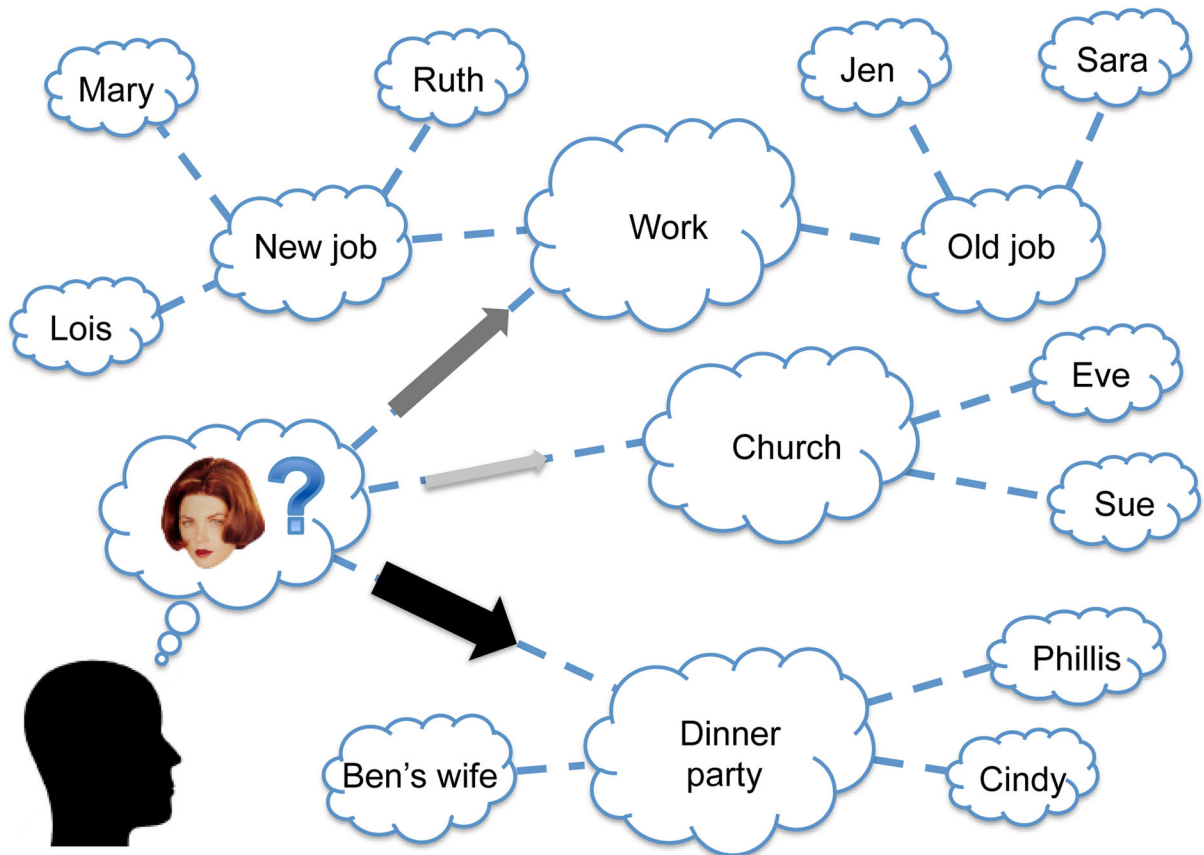 Mary
Ruth
Jen
Sara
New job
Work
Old job
Lois
Eve
Church
?
Sue
Phillis
Dinner
party
Ben's wife
Cindy